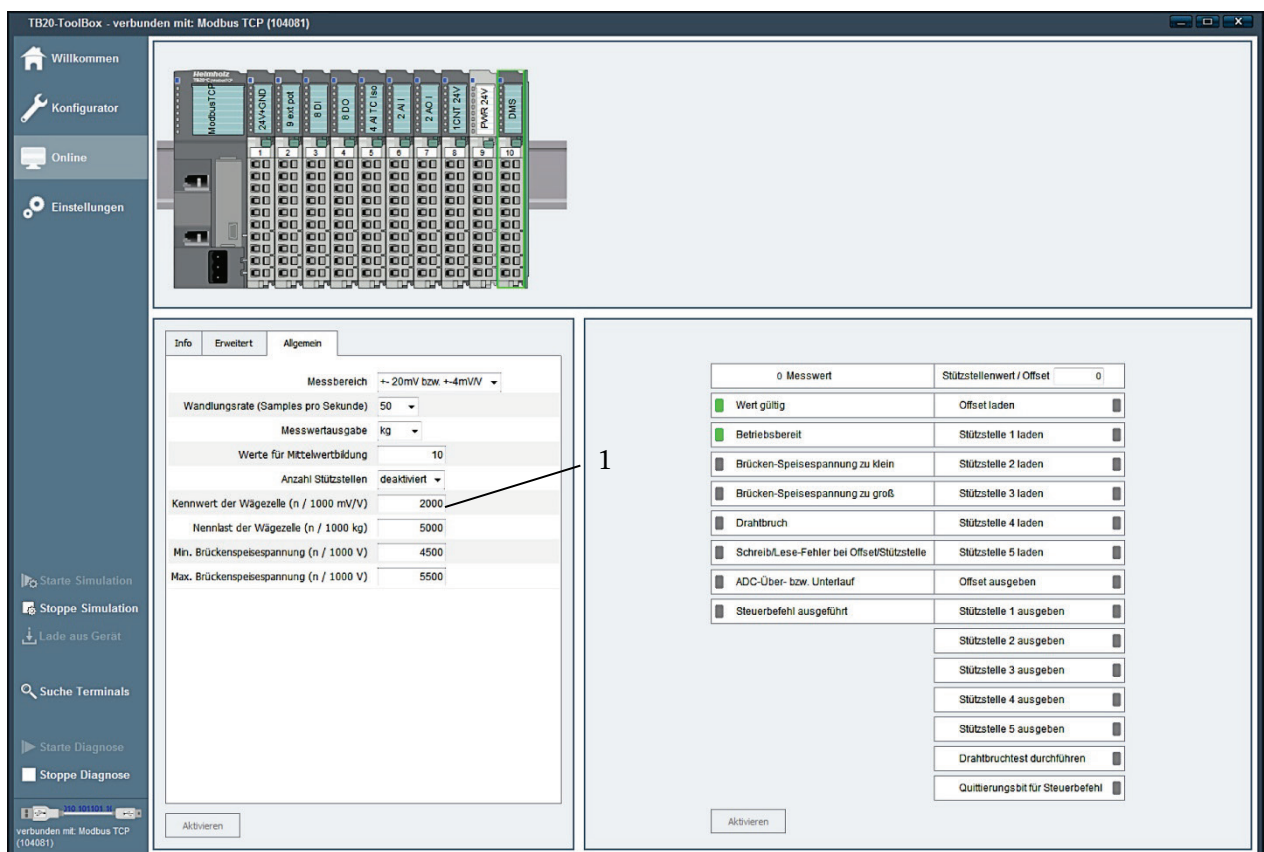 TB20-ToolBox - verbunden mit: Modbus TCP (104081)
Willkommen
Konfigurator
Online
Einstellungen
Starte Simulation
Stoppe Simulation
Lade aus Gerät
Suche Terminals
Starte Diagnose
Stoppe Diagnose
verbunden mit: Modbus TCP
(104081)
Helmholz
ModbusTCP
24V+GND
9 ext pot
8 DI
8 DO
4 AI TC Iso
2 AI I
2 AO I
1CNT 24V
PWR 24V
DMS
1 2 3 4 5 6 7 8 9 10
Info Erweitert Allgemein
Messbereich +- 20mV bzw. +-4mV/V
Wandlungsrate (Samples pro Sekunde) 50
Messwertausgabe kg
Werte für Mittelwertbildung 10
Anzahl Stützstellen deaktiviert
Kennwert der Wägezelle (n / 1000 mV/V) 2000
Nennlast der Wägezelle (n / 1000 kg) 5000
Min. Brückenspeisespannung (n / 1000 V) 4500
Max. Brückenspeisespannung (n / 1000 V) 5500
Aktivieren
1
0 Messwert Stützstellenwert / Offset 0
Wert gültig Offset laden
Betriebsbereit Stützstelle 1 laden
Brücken-Speisespannung zu klein Stützstelle 2 laden
Brücken-Speisespannung zu groß Stützstelle 3 laden
Drahtbruch Stützstelle 4 laden
Schreib/Lese-Fehler bei Offset/Stützstelle Stützstelle 5 laden
ADC-Über- bzw. Unterlauf Offset ausgeben
Steuerbefehl ausgeführt Stützstelle 1 ausgeben
Stützstelle 2 ausgeben
Stützstelle 3 ausgeben
Stützstelle 4 ausgeben
Stützstelle 5 ausgeben
Drahtbruchtest durchführen
Quittierungsbit für Steuerbefehl
Aktivieren